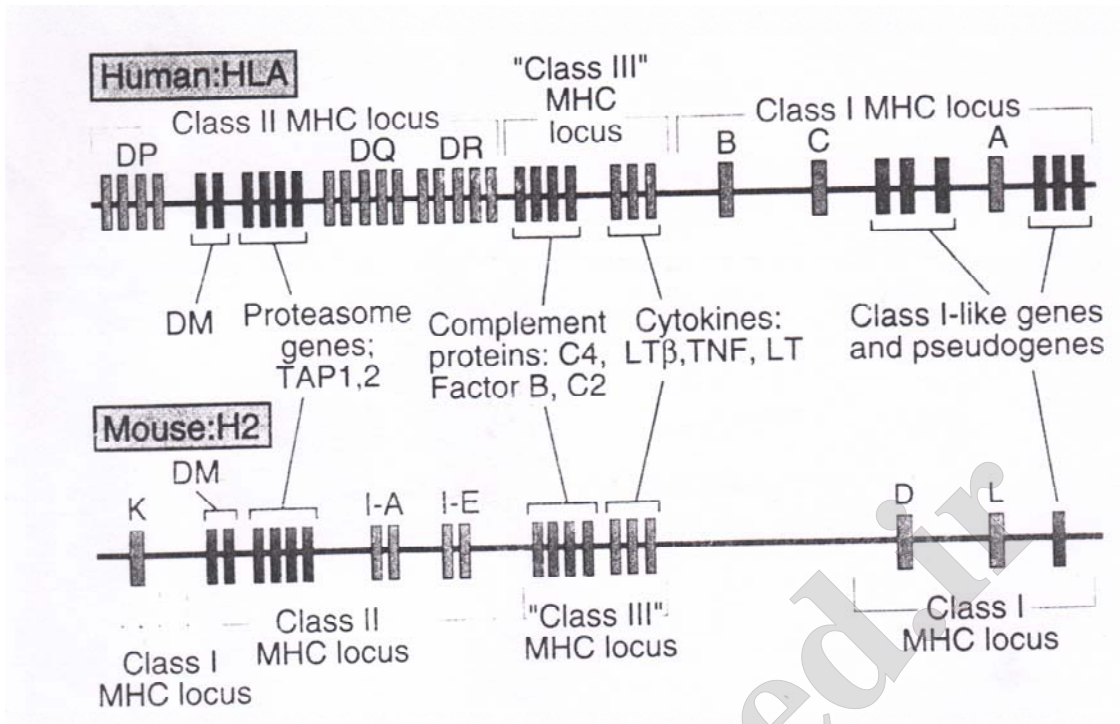 Human:HLA
"Class III"
MHC
locus
Class II MHC locus
Class I MHC locus
DP
DQ
DR
B
C
A
DM
Proteasome
genes;
TAP1,2
Complement
proteins: C4,
Factor B, C2
Cytokines:
LTβ,TNF, LT
Class I-like genes
and pseudogenes
Mouse:H2
DM
K
I-A
I-E
D
L
Class I
MHC locus
Class II
MHC locus
"Class III"
MHC locus
Class I
MHC locus
ed.ir